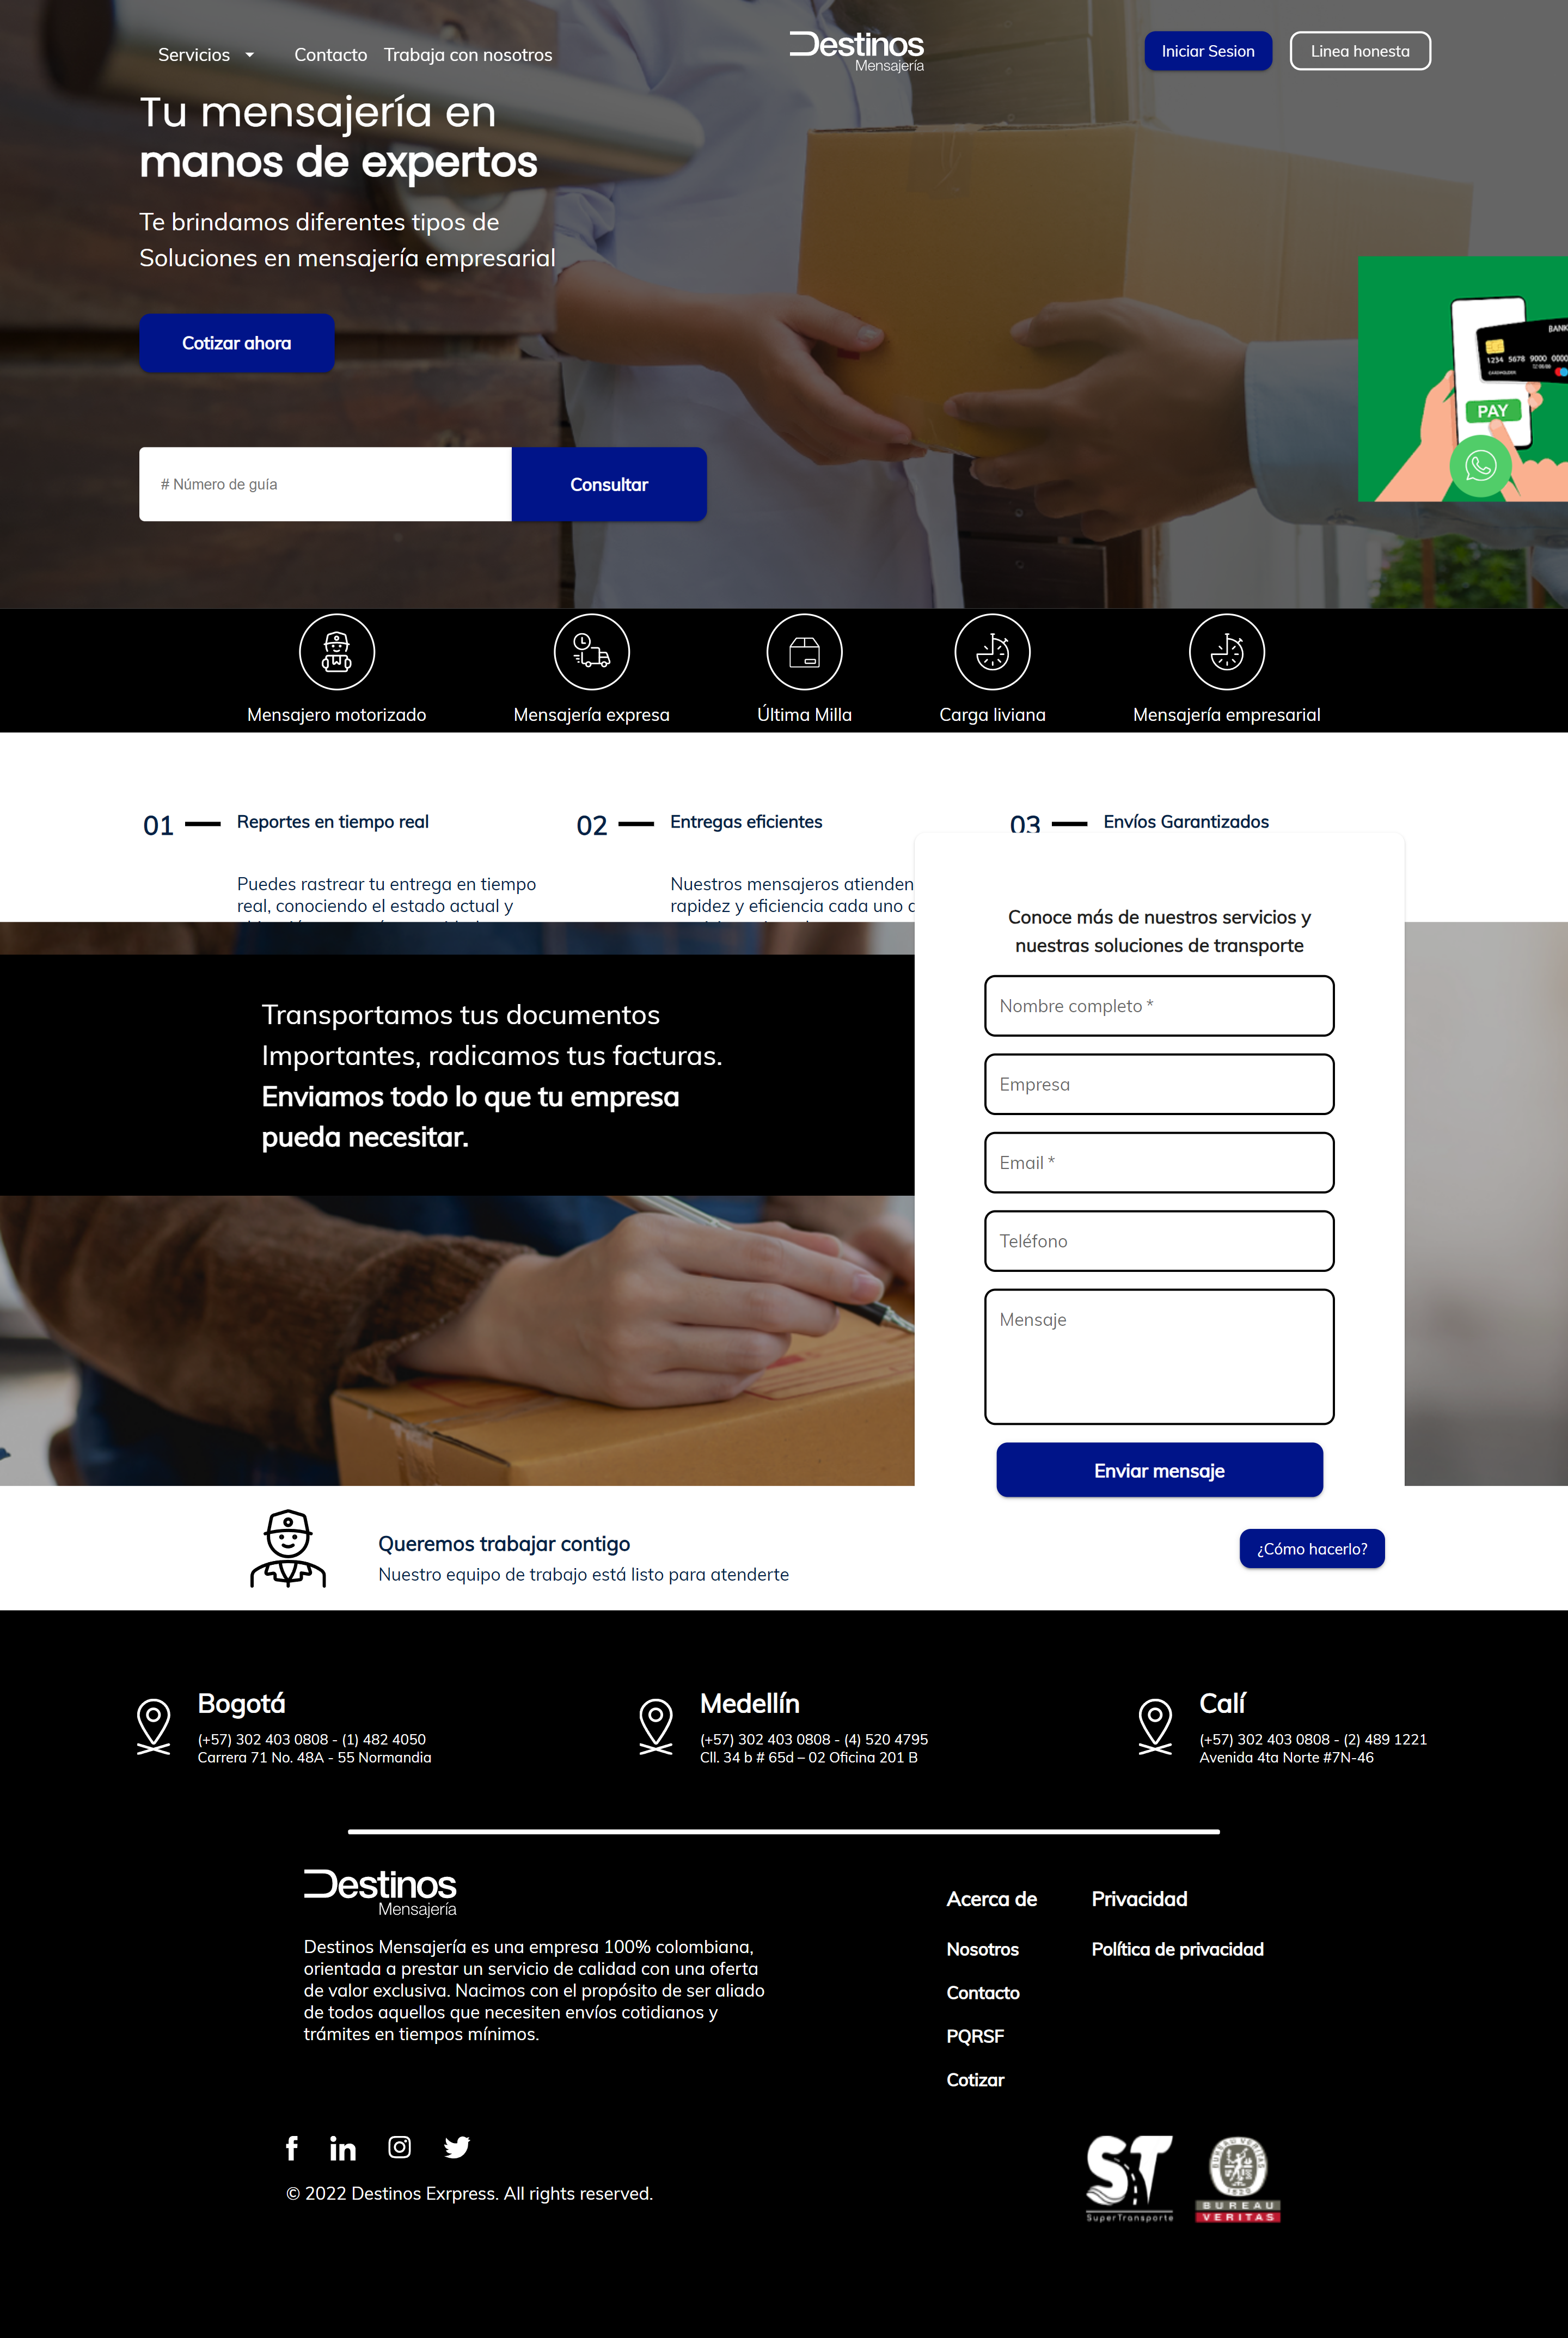 Servicios
Contacto
Trabaja con nosotros
Destinos
Mensajería
Iniciar Sesion
Linea honesta
Tu mensajería en
manos de expertos
Te brindamos diferentes tipos de
Soluciones en mensajería empresarial
Cotizar ahora
# Número de guía
Consultar
BANK
1234 5678 9000 0000
CARDHOLDER
PAY
Mensajero motorizado
Mensajería expresa
Última Milla
Carga liviana
Mensajería empresarial
01
Reportes en tiempo real
Puedes rastrear tu entrega en tiempo
real, conociendo el estado actual y
02
Entregas eficientes
Nuestros mensajeros atienden
rapidez y eficiencia cada uno
03
Envíos Garantizados
Conoce más de nuestros servicios y
nuestras soluciones de transporte
Nombre completo *
Empresa
Email *
Teléfono
Mensaje
Enviar mensaje
Transportamos tus documentos
Importantes, radicamos tus facturas.
Enviamos todo lo que tu empresa
pueda necesitar.
Queremos trabajar contigo
Nuestro equipo de trabajo está listo para atenderte
¿Cómo hacerlo?
Bogotá
(+57) 302 403 0808 - (1) 482 4050
Carrera 71 No. 48A - 55 Normandia
Medellín
(+57) 302 403 0808 - (4) 520 4795
Cll. 34 b # 65d – 02 Oficina 201 B
Calí
(+57) 302 403 0808 - (2) 489 1221
Avenida 4ta Norte #7N-46
Destinos
Mensajería
Destinos Mensajería es una empresa 100% colombiana,
orientada a prestar un servicio de calidad con una oferta
de valor exclusiva. Nacimos con el propósito de ser aliado
de todos aquellos que necesiten envíos cotidianos y
trámites en tiempos mínimos.
Acerca de
Nosotros
Contacto
PQRSF
Cotizar
Privacidad
Política de privacidad
© 2022 Destinos Exrpress. All rights reserved.
ST
SuperTransporte
BUREAU VERITAS
1828
BUREAU
VERITAS